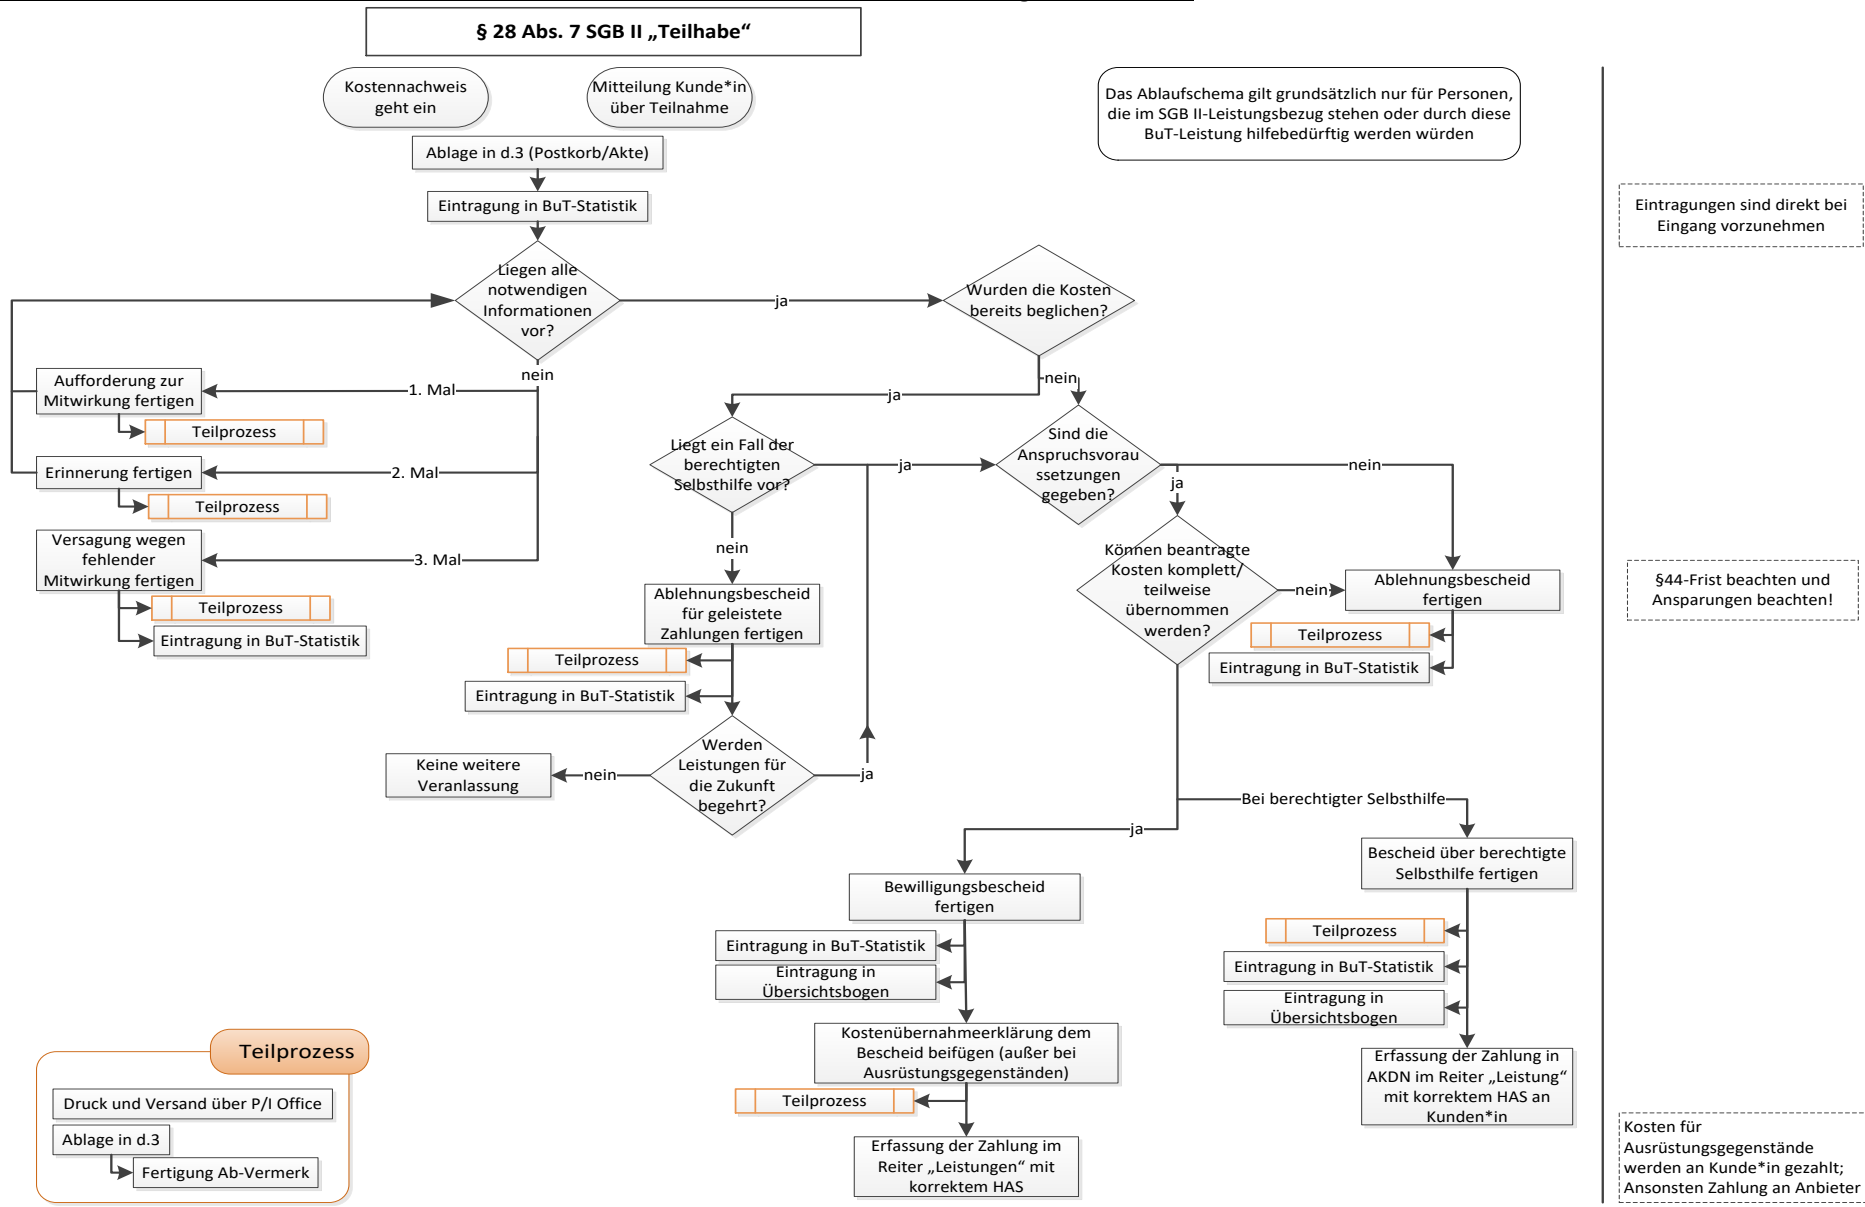 § 28 Abs. 7 SGB II „Teilhabe“
Kostennachweis
geht ein
Mitteilung Kunde*in
über Teilnahme
Das Ablaufschema gilt grundsätzlich nur für Personen,
die im SGB II-Leistungsbezug stehen oder durch diese
BuT-Leistung hilfebedürftig werden würden
Ablage in d.3 (Postkorb/Akte)
Eintragung in BuT-Statistik
Eintragungen sind direkt bei
Eingang vorzunehmen
Liegen alle
notwendigen
Informationen
vor?
ja
Wurden die Kosten
bereits beglichen?
nein
Aufforderung zur
Mitwirkung fertigen
1. Mal
Teilprozess
Erinnerung fertigen
2. Mal
Teilprozess
Versagung wegen
fehlender
Mitwirkung fertigen
3. Mal
Teilprozess
Eintragung in BuT-Statistik
ja
nein
Liegt ein Fall der
berechtigten
Selbsthilfe vor?
ja
Sind die
Anspruchsvorau
ssetzungen
gegeben?
nein
ja
nein
Ablehnungsbescheid
für geleistete
Zahlungen fertigen
Teilprozess
Eintragung in BuT-Statistik
Können beantragte
Kosten komplett/
teilweise
übernommen
werden?
nein
Ablehnungbescheid
fertigen
Teilprozess
Eintragung in BuT-Statistik
§44-Frist beachten und
Ansparungen beachten!
Werden
Leistungen für
die Zukunft
begehrt?
nein
Keine weitere
Veranlassung
ja
Bei berechtigter Selbsthilfe
ja
Bescheid über berechtigte
Selbsthilfe fertigen
Teilprozess
Eintragung in BuT-Statistik
Eintragung in
Übersichtsbogen
Erfassung der Zahlung in
AKDN im Reiter „Leistung“
mit korrektem HAS an
Kunden*in
Bewilligungsbescheid
fertigen
Eintragung in BuT-Statistik
Eintragung in
Übersichtsbogen
Kostenübernahmeerklärung dem
Bescheid beifügen (außer bei
Ausrüstungsgegenständen)
Teilprozess
Erfassung der Zahlung im
Reiter „Leistungen“ mit
korrektem HAS
Teilprozess
Druck und Versand über P/I Office
Ablage in d.3
Fertigung Ab-Vermerk
Kosten für
Ausrüstungsgegenstände
werden an Kunde*in gezahlt;
Ansonsten Zahlung an Anbieter